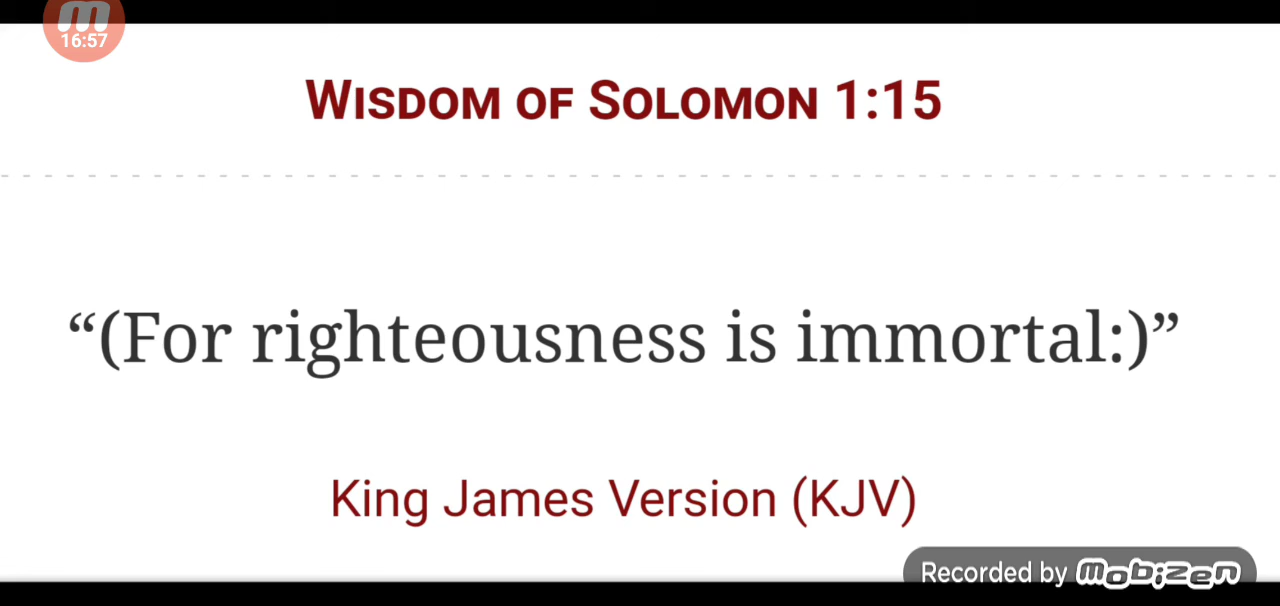 16:57
WISDOM OF SOLOMON 1:15
“(For righteousness is immortal:)”
King James Version (KJV)
Recorded by mobizen